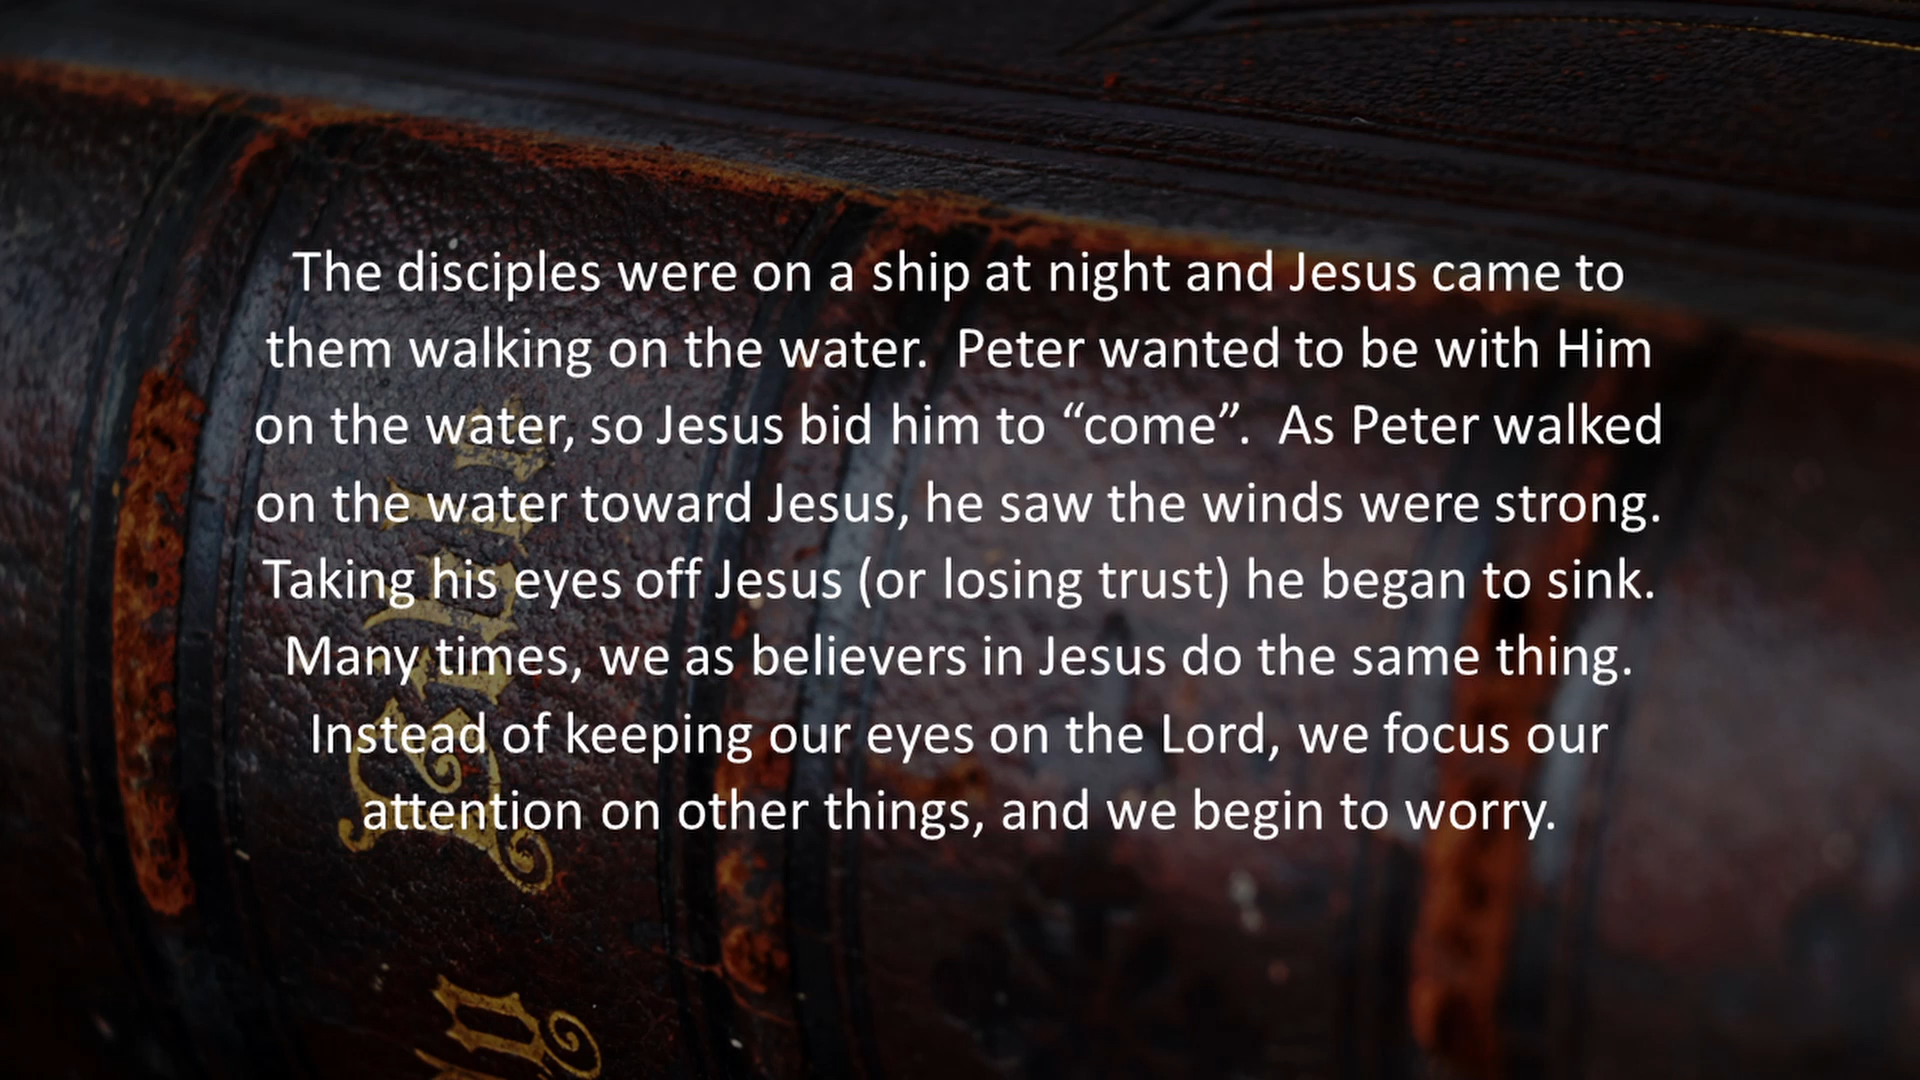 The disciples were on a ship at night and Jesus came to
them walking on the water.  Peter wanted to be with Him
on the water, so Jesus bid him to “come”.  As Peter walked
on the water toward Jesus, he saw the winds were strong.
Taking his eyes off Jesus (or losing trust) he began to sink.
Many times, we as believers in Jesus do the same thing.
Instead of keeping our eyes on the Lord, we focus our
attention on other things, and we begin to worry.